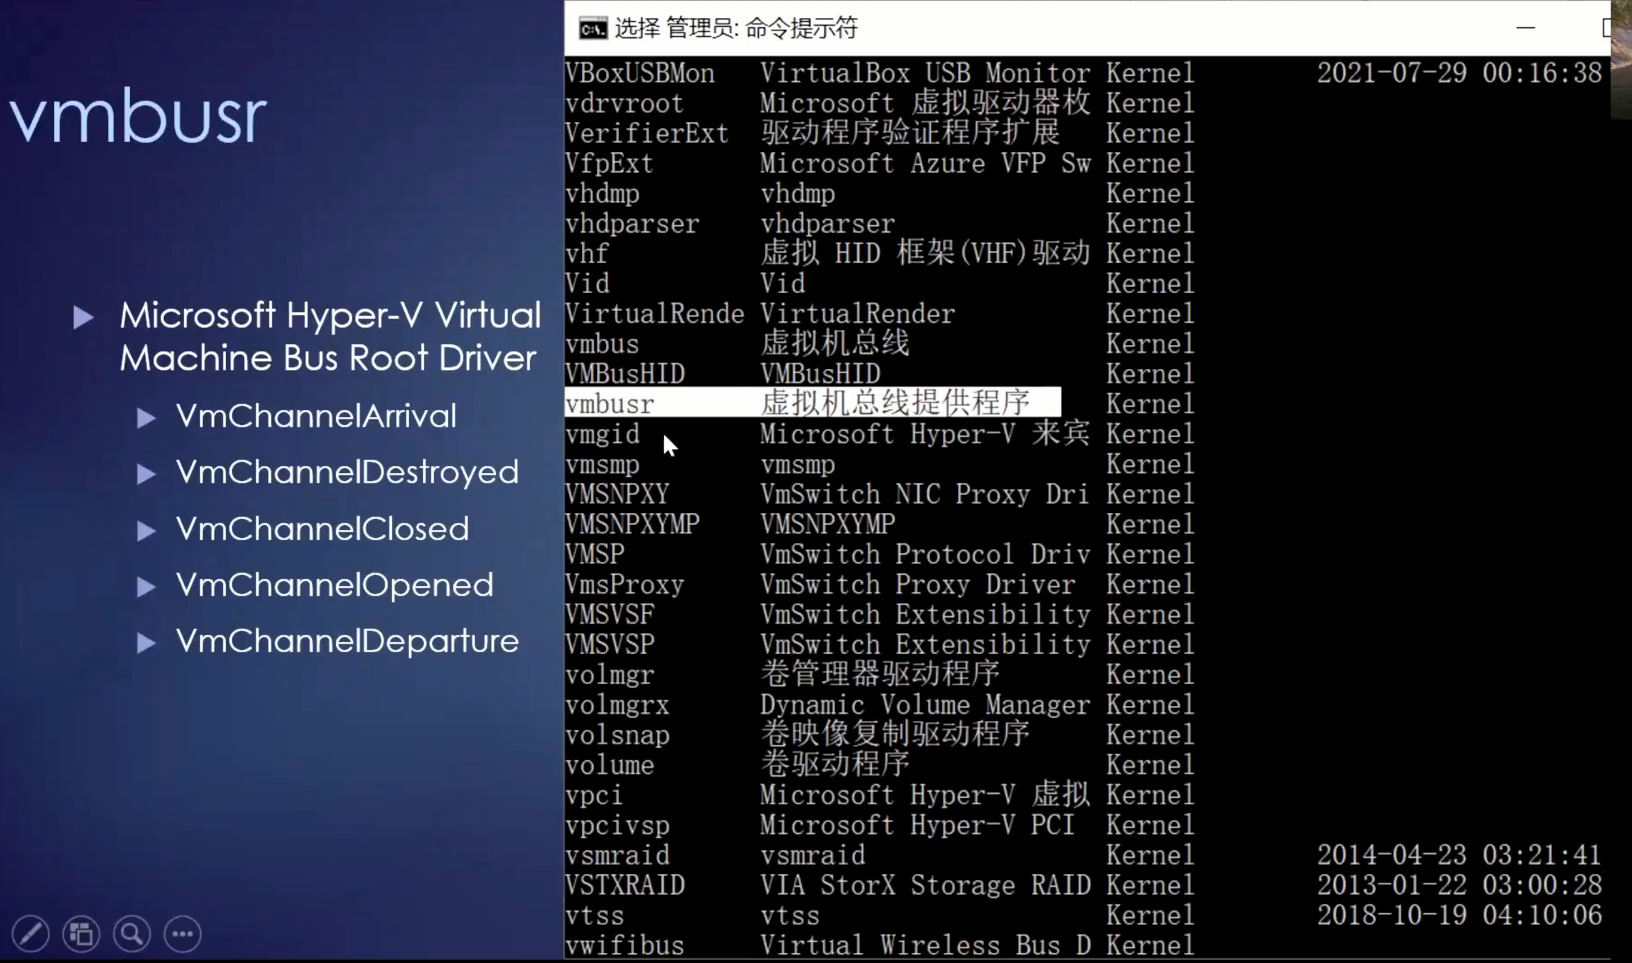 vmbusr
Microsoft Hyper-V Virtual
Machine Bus Root Driver
VmChannelArrival
VmChannelDestroyed
VmChannelClosed
VmChannelOpened
VmChannelDeparture
选择 管理员: 命令提示符
VBoxUSBMon VirtualBox USB Monitor Kernel 2021-07-29 00:16:38
vdrvroot Microsoft 虚拟驱动器枚 Kernel
VerifierExt 驱动程序验证程序扩展 Kernel
VfpExt Microsoft Azure VFP Sw Kernel
vhdmp vhdmp Kernel
vhdparser vhdparser Kernel
vhf 虚拟 HID 框架(VHF)驱动 Kernel
Vid Vid Kernel
VirtualRende VirtualRender Kernel
vmbus 虚拟机总线 Kernel
VMBusHID VMBusHID Kernel
vmbusr 虚拟机总线提供程序 Kernel
vmgid Microsoft Hyper-V 来宾 Kernel
vmsmp vmsmp Kernel
VMSNPXY VmSwitch NIC Proxy Dri Kernel
VMSNPXYMP VMSNPXYMP Kernel
VMSP VmSwitch Protocol Driv Kernel
VmsProxy VmSwitch Proxy Driver Kernel
VMSVSF VmSwitch Extensibility Kernel
VMSVSP VmSwitch Extensibility Kernel
volmgr 卷管理器驱动程序 Kernel
volmgrx Dynamic Volume Manager Kernel
volsnap 卷映像复制驱动程序 Kernel
volume 卷驱动程序 Kernel
vpci Microsoft Hyper-V 虚拟 Kernel
vpcivsp Microsoft Hyper-V PCI Kernel
vsmraid vsmraid Kernel 2014-04-23 03:21:41
VSTXRAID VIA StorX Storage RAID Kernel 2013-01-22 03:00:28
vtss vtss Kernel 2018-10-19 04:10:06
vwifibus Virtual Wireless Bus D Kernel